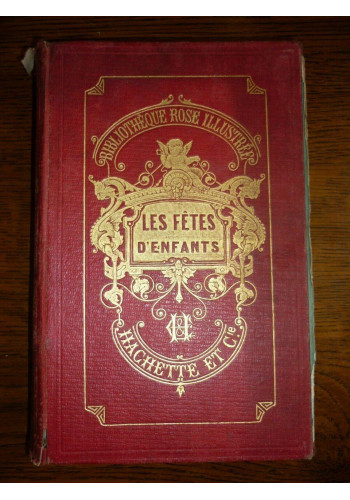 BIBLIOTHÈQUE ROSE ILLUSTRÉE
LES FÊTES
D'ENFANTS
H
HACHETTE ET Cie